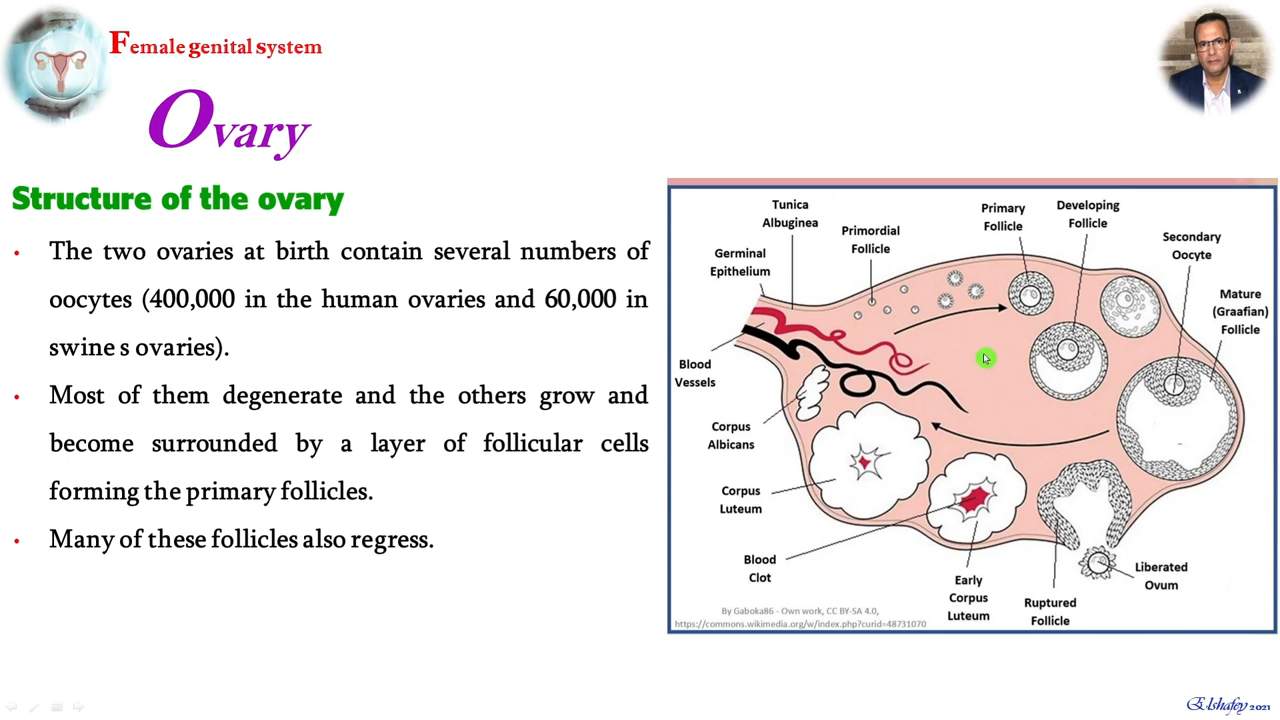 Female genital system
Ovary
Structure of the ovary
• The two ovaries at birth contain several numbers of
oocytes (400,000 in the human ovaries and 60,000 in
swine s ovaries).
• Most of them degenerate and the others grow and
become surrounded by a layer of follicular cells
forming the primary follicles.
• Many of these follicles also regress.
Tunica
Albuginea
Primordial
Follicle
Primary
Follicle
Developing
Follicle
Secondary
Oocyte
Germinal
Epithelium
Mature
(Graafian)
Follicle
Blood
Vessels
Corpus
Albicans
Corpus
Luteum
Blood
Clot
Early
Corpus
Luteum
Ruptured
Follicle
Liberated
Ovum
By Gaboka86 - Own work, CC BY-SA 4.0,
https://commons.wikimedia.org/w/index.php?curid=48731070
Elshafey 2021